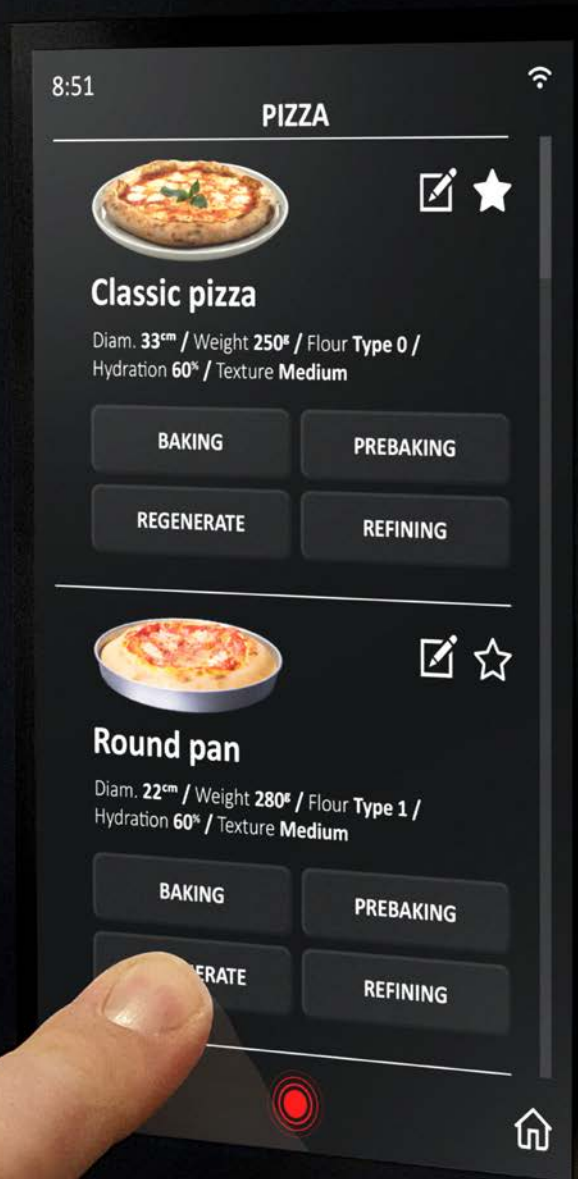 8:51
PIZZA
Classic pizza
Diam. 33cm / Weight 250g / Flour Type 0 /
Hydration 60% / Texture Medium
BAKING
PREBAKING
REGENERATE
REFINING
Round pan
Diam. 22cm / Weight 280g / Flour Type 1 /
Hydration 60% / Texture Medium
BAKING
PREBAKING
ERATE
REFINING